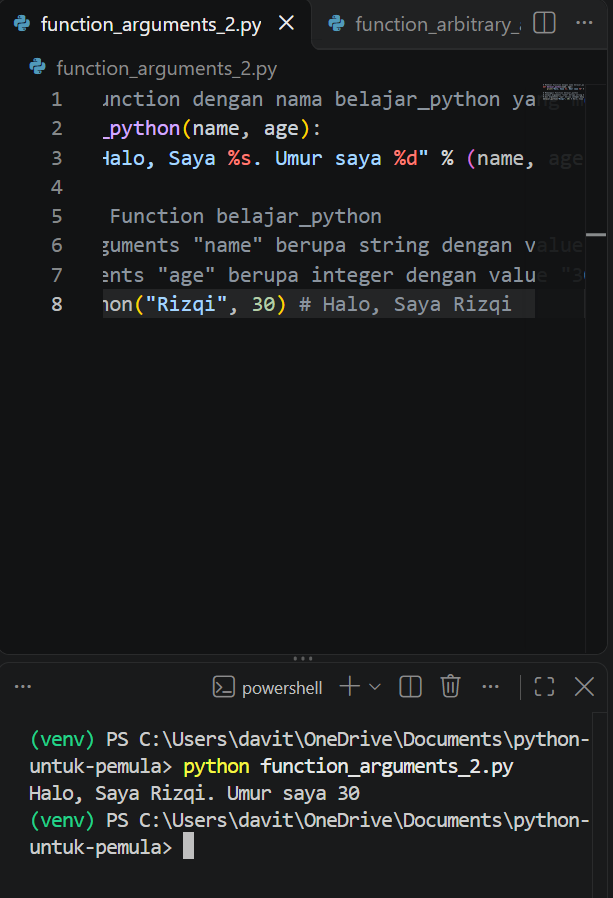 function_arguments_2.py
function_arbitrary_
function_arguments_2.py
1 unction dengan nama belajar_python
2 _python(name, age):
3 Halo, Saya %s. Umur saya %d" % (name, age
4
5 Function belajar_python
6 guments "name" berupa string dengan value
7 ents "age" berupa integer dengan value
8 hon("Rizqi", 30) # Halo, Saya Rizqi
powershell
(venv) PS C:\Users\davit\OneDrive\Documents\python-
untuk-pemula> python function_arguments_2.py
Halo, Saya Rizqi. Umur saya 30
(venv) PS C:\Users\davit\OneDrive\Documents\python-
untuk-pemula>